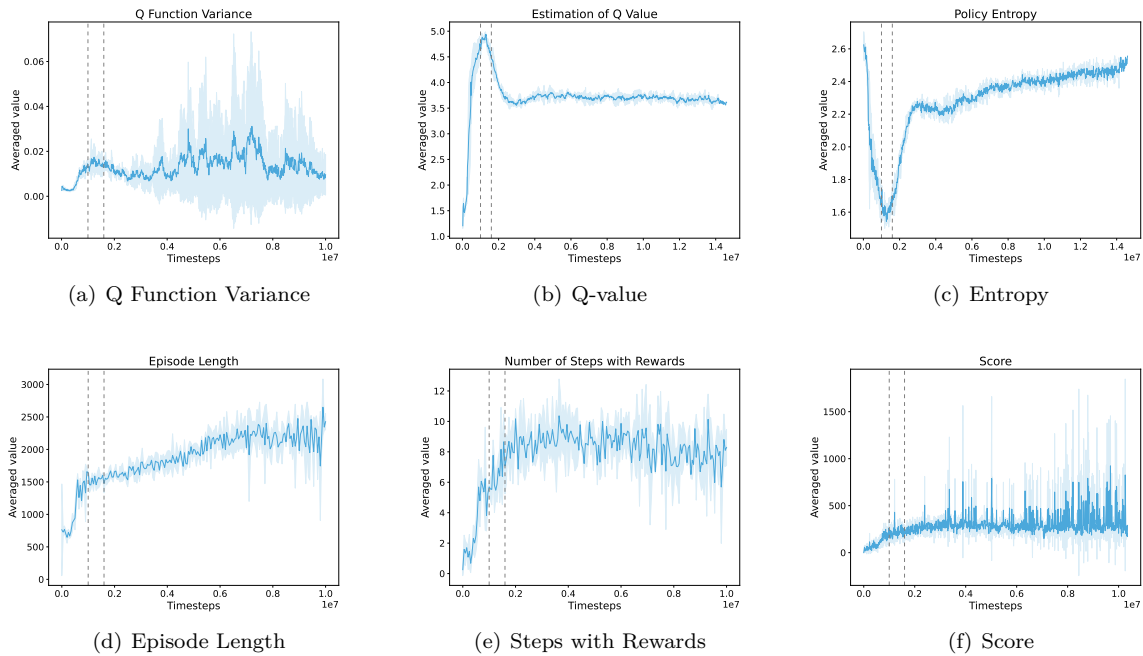 Q Function Variance
Averaged value
0.06
0.04
0.02
0.00
0.0 0.2 0.4 0.6 0.8 1.0
Timesteps
1e7
(a) Q Function Variance
Estimation of Q Value
Averaged value
5.0
4.5
4.0
3.5
3.0
2.5
2.0
1.5
1.0
0.0 0.2 0.4 0.6 0.8 1.0 1.2 1.4
Timesteps
1e7
(b) Q-value
Policy Entropy
Averaged value
2.6
2.4
2.2
2.0
1.8
1.6
0.0 0.2 0.4 0.6 0.8 1.0 1.2 1.4
Timesteps
1e7
(c) Entropy
Episode Length
Averaged value
3000
2500
2000
1500
1000
500
0
0.0 0.2 0.4 0.6 0.8 1.0
Timesteps
1e7
(d) Episode Length
Number of Steps with Rewards
Averaged value
12
10
8
6
4
2
0
0.0 0.2 0.4 0.6 0.8 1.0
Timesteps
1e7
(e) Steps with Rewards
Score
Averaged value
1500
1000
500
0
0.0 0.2 0.4 0.6 0.8 1.0
Timesteps
1e7
(f) Score